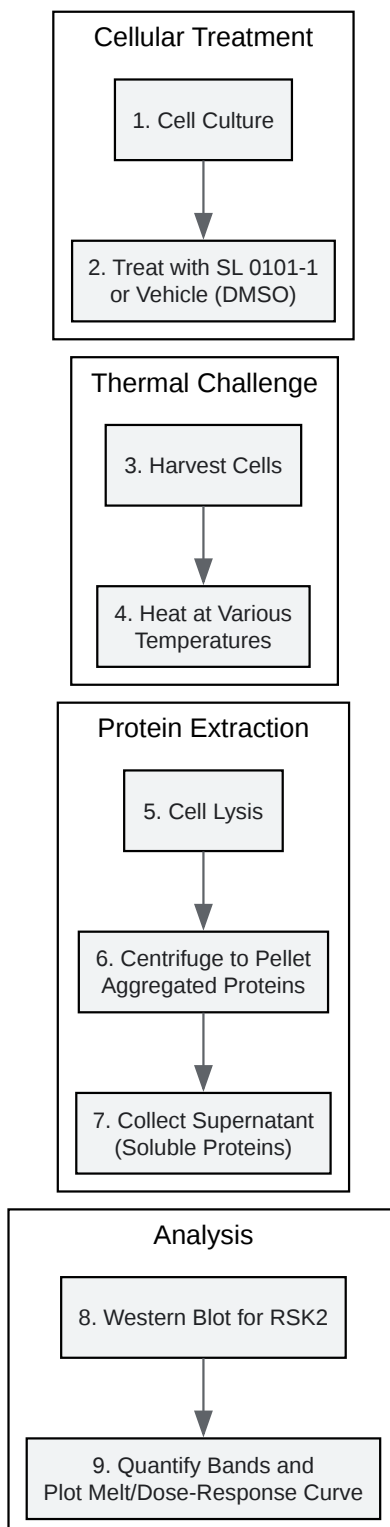 Cellular Treatment
1. Cell Culture
2. Treat with SL 0101-1
or Vehicle (DMSO)
Thermal Challenge
3. Harvest Cells
4. Heat at Various
Temperatures
Protein Extraction
5. Cell Lysis
6. Centrifuge to Pellet
Aggregated Proteins
7. Collect Supernatant
(Soluble Proteins)
Analysis
8. Western Blot for RSK2
9. Quantify Bands and
Plot Melt/Dose-Response Curve